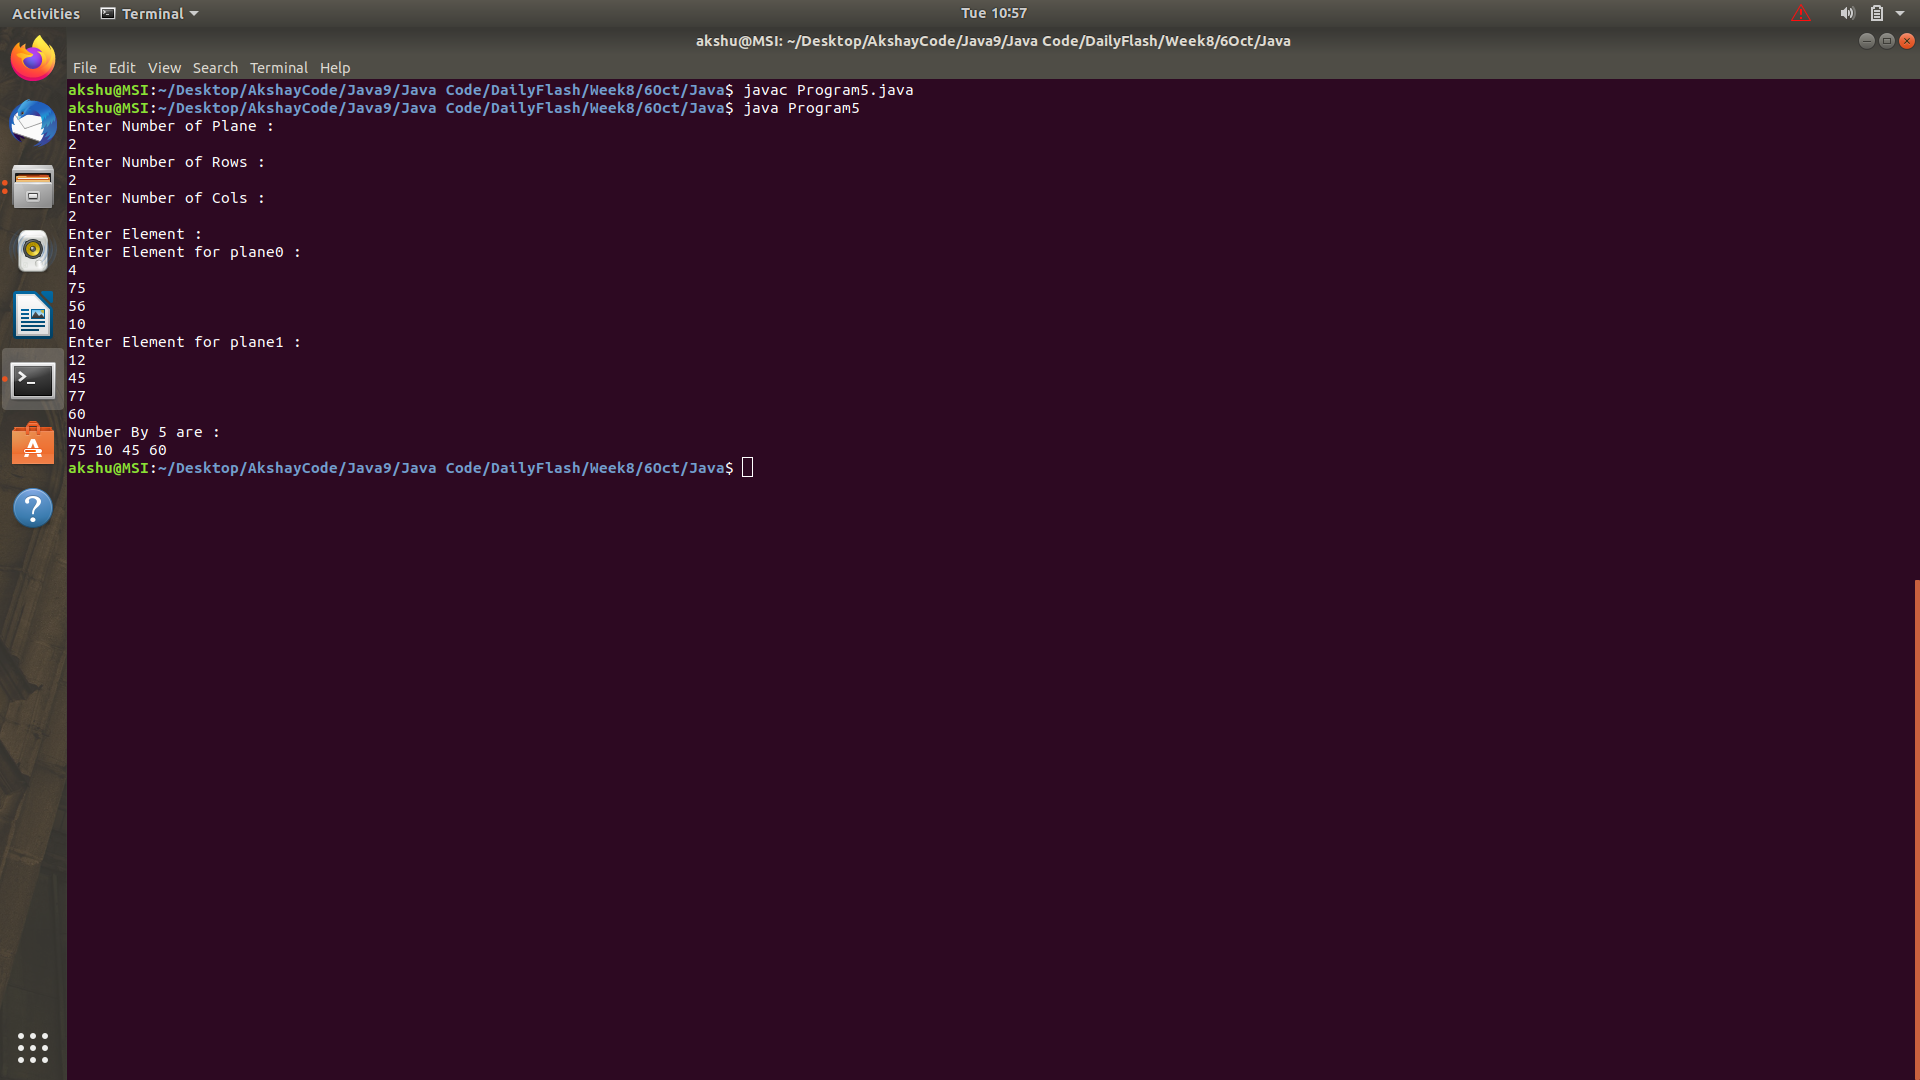 Activities Terminal Tue 10:57
akshu@MSI: ~/Desktop/AkshayCode/Java9/Java Code/DailyFlash/Week8/6Oct/Java
File Edit View Search Terminal Help
akshu@MSI:~/Desktop/AkshayCode/Java9/Java Code/DailyFlash/Week8/6Oct/Java$ javac Program5.java
akshu@MSI:~/Desktop/AkshayCode/Java9/Java Code/DailyFlash/Week8/6Oct/Java$ java Program5
Enter Number of Plane :
2
Enter Number of Rows :
2
Enter Number of Cols :
2
Enter Element :
Enter Element for plane0 :
4
75
56
10
Enter Element for plane1 :
12
45
77
60
Number By 5 are :
75 10 45 60
akshu@MSI:~/Desktop/AkshayCode/Java9/Java Code/DailyFlash/Week8/6Oct/Java$